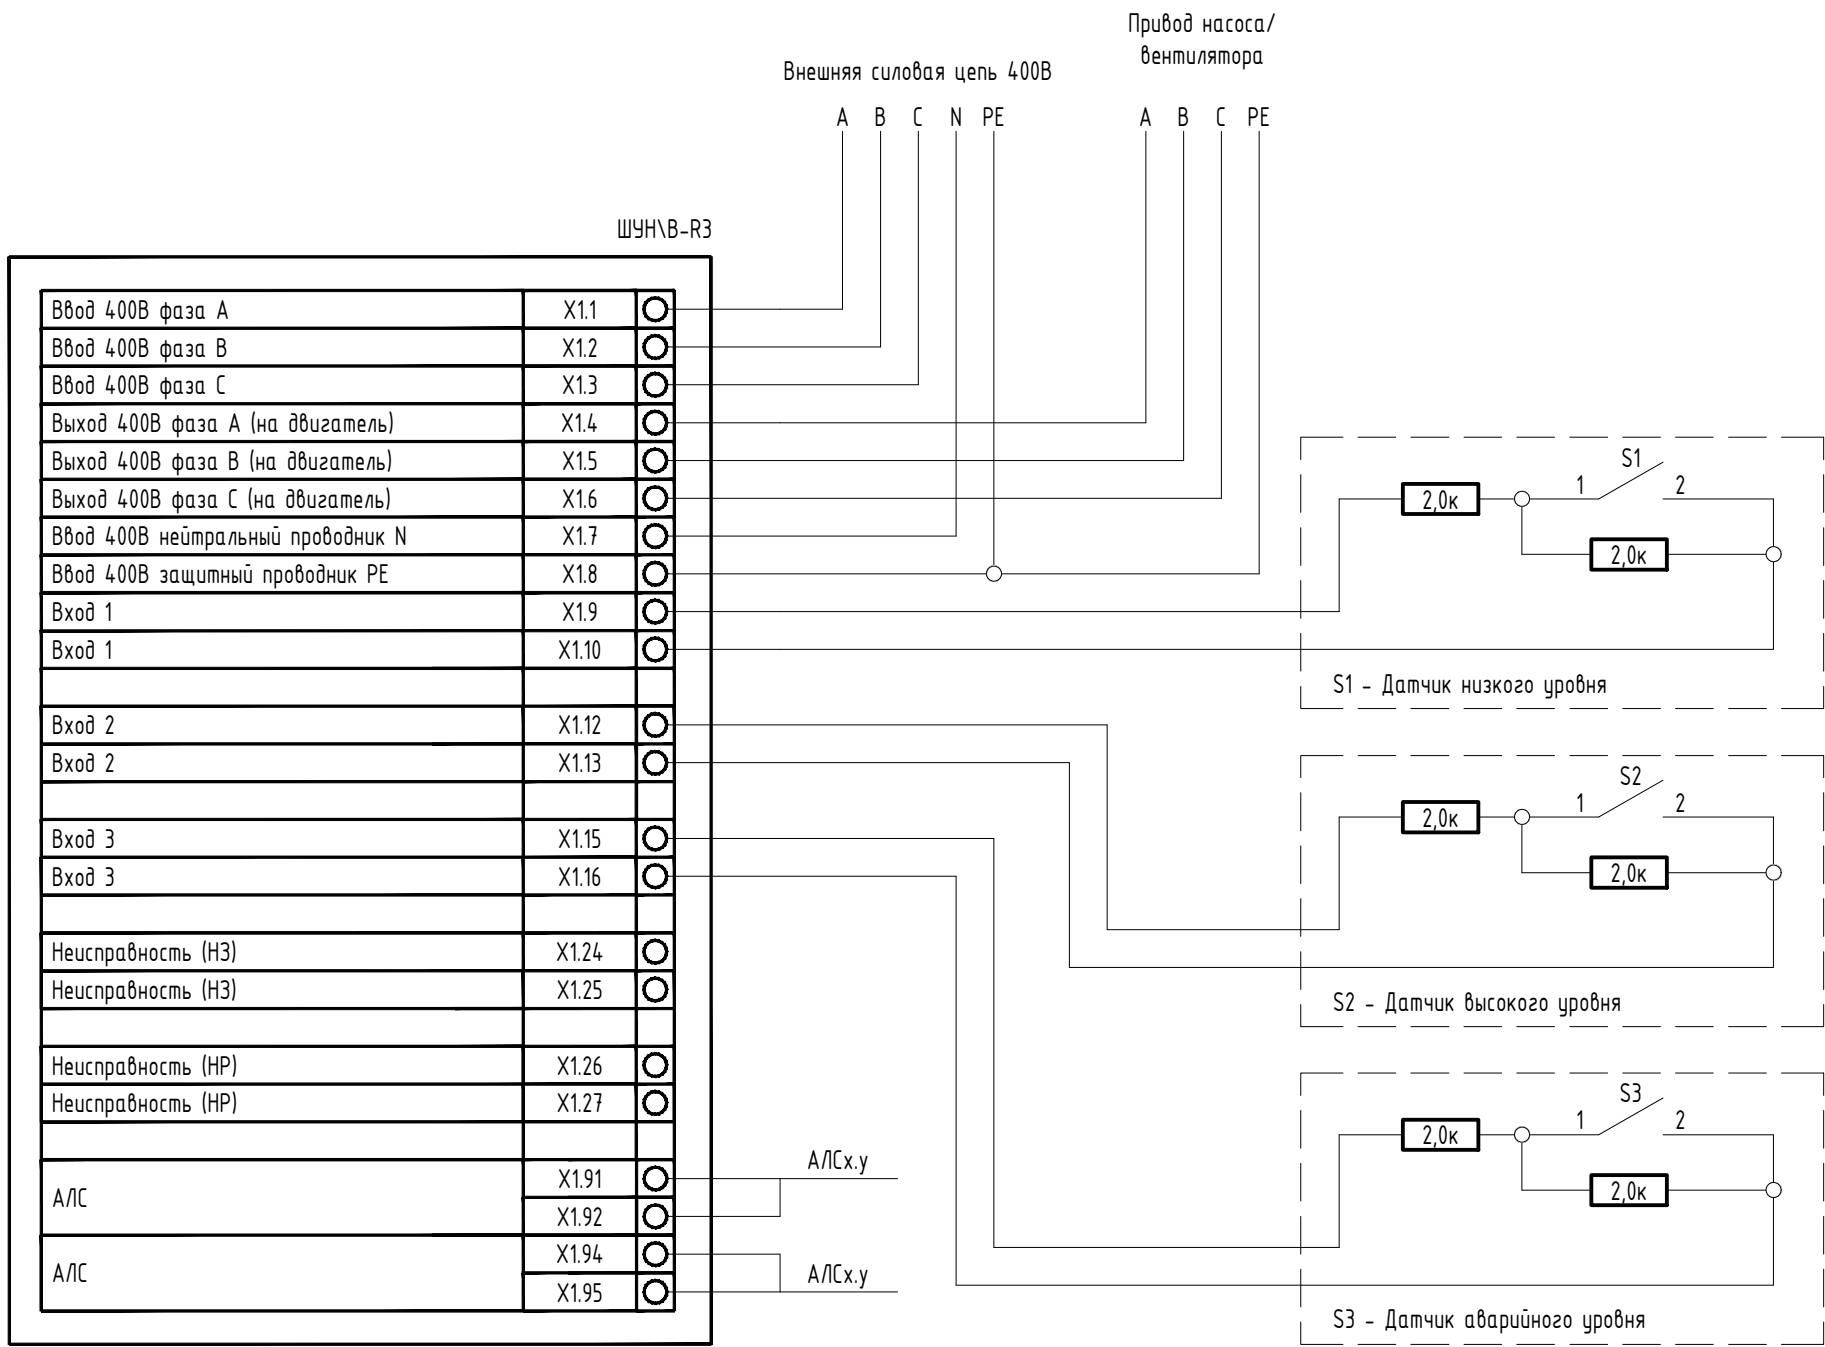 Привод насоса/
вентилятора
Внешняя силовая цепь 400В
A B C N PE
A B C PE
ШУН\В-R3
Ввод 400В фаза А X1.1
Ввод 400В фаза В X1.2
Ввод 400В фаза С X1.3
Выход 400В фаза А (на двигатель) X1.4
Выход 400В фаза В (на двигатель) X1.5
Выход 400В фаза С (на двигатель) X1.6
Ввод 400В нейтральный проводник N X1.7
Ввод 400В защитный проводник PE X1.8
Вход 1 X1.9
Вход 1 X1.10
Вход 2 X1.12
Вход 2 X1.13
Вход 3 X1.15
Вход 3 X1.16
Неисправность (НЗ) X1.24
Неисправность (НЗ) X1.25
Неисправность (НР) X1.26
Неисправность (НР) X1.27
АЛС
X1.91
X1.92
АЛС
X1.94
X1.95
АЛСх.у
АЛСх.у
S1
1 2
2,0к
2,0к
S1 - Датчик низкого уровня
S2
1 2
2,0к
2,0к
S2 - Датчик высокого уровня
S3
1 2
2,0к
2,0к
S3 - Датчик аварийного уровня